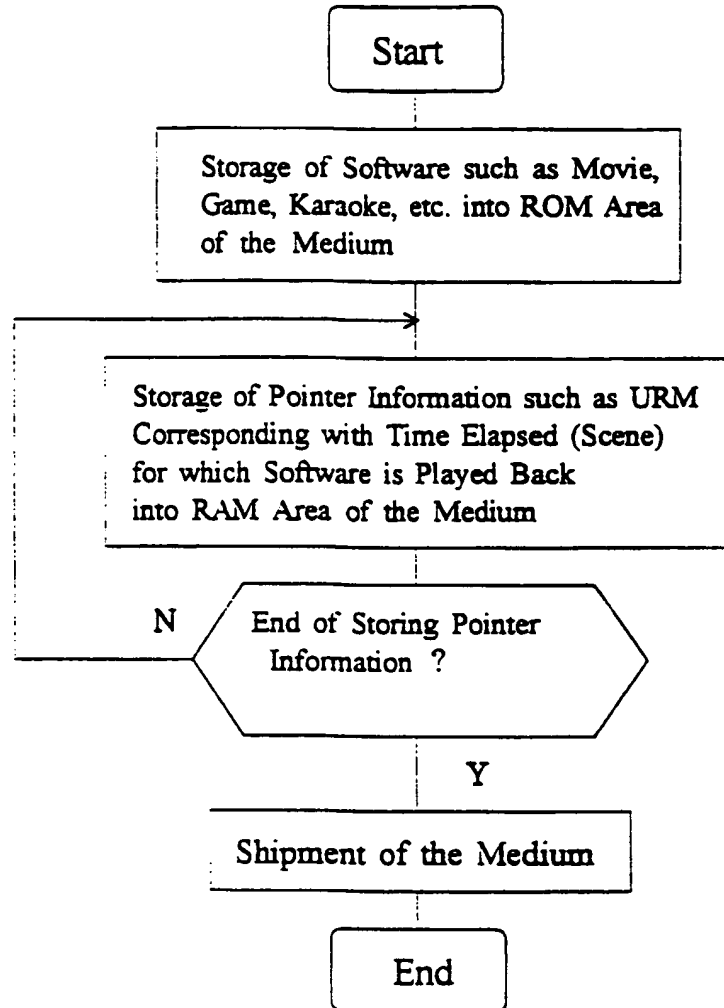 Start
Storage of Software such as Movie,
Game, Karaoke, etc. into ROM Area
of the Medium
Storage of Pointer Information such as URM
Corresponding with Time Elapsed (Scene)
for which Software is Played Back
into RAM Area of the Medium
N
End of Storing Pointer
Information ?
Y
Shipment of the Medium
End